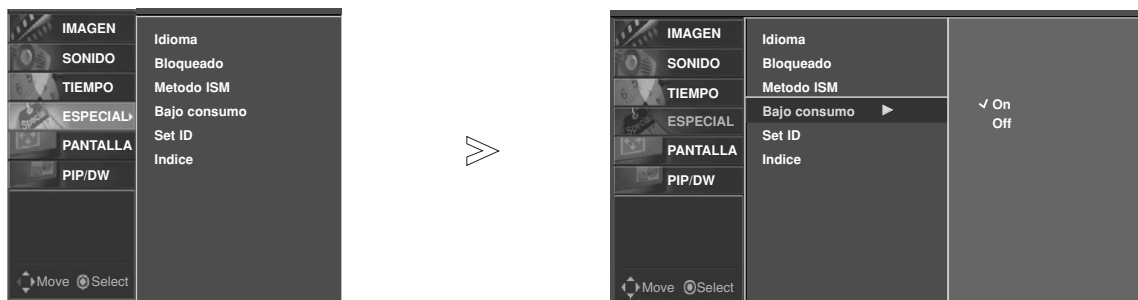 IMAGEN
SONIDO
TIEMPO
ESPECIAL
PANTALLA
PIP/DW
Move Select
Idioma
Bloqueado
Metodo ISM
Bajo consumo
Set ID
Indice
IMAGEN
SONIDO
TIEMPO
ESPECIAL
PANTALLA
PIP/DW
Move Select
Idioma
Bloqueado
Metodo ISM
Bajo consumo
Set ID
Indice
On
Off